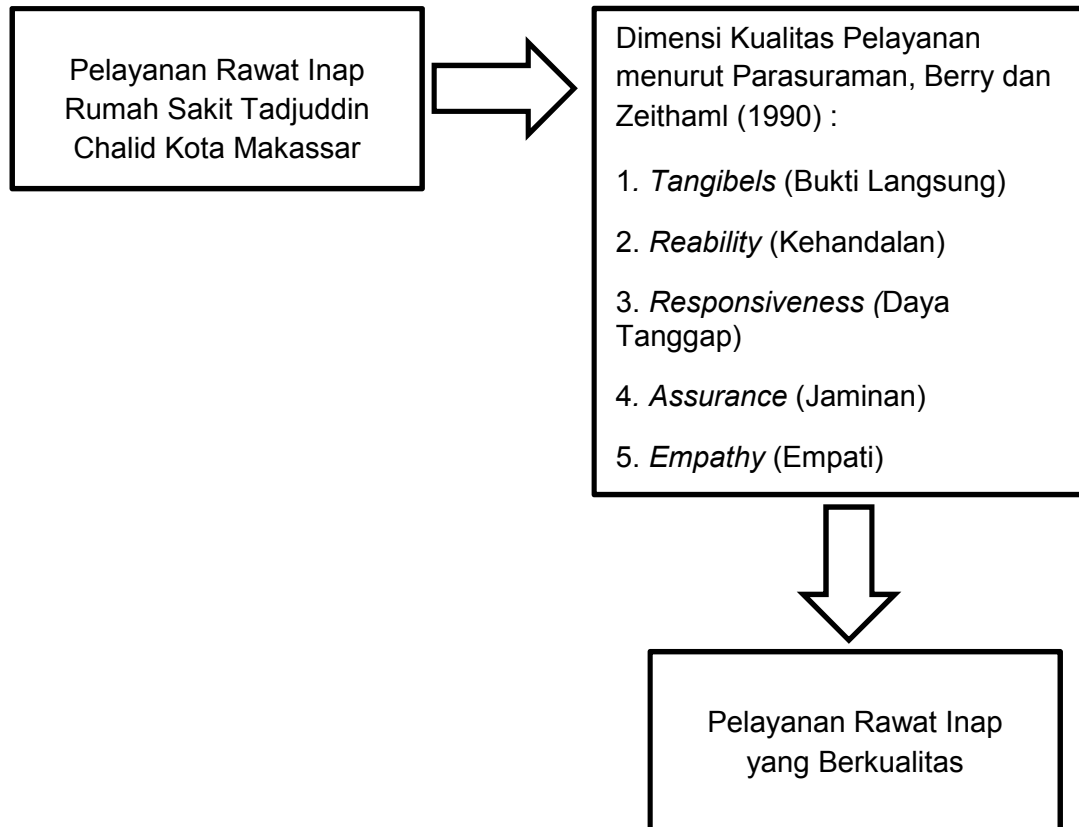 Pelayanan Rawat Inap
Rumah Sakit Tadjuddin
Chalid Kota Makassar
Dimensi Kualitas Pelayanan
menurut Parasuraman, Berry dan
Zeithaml (1990) :
1. Tangibels (Bukti Langsung)
2. Reability (Kehandalan)
3. Responsiveness (Daya
Tanggap)
4. Assurance (Jaminan)
5. Empathy (Empati)
Pelayanan Rawat Inap
yang Berkualitas